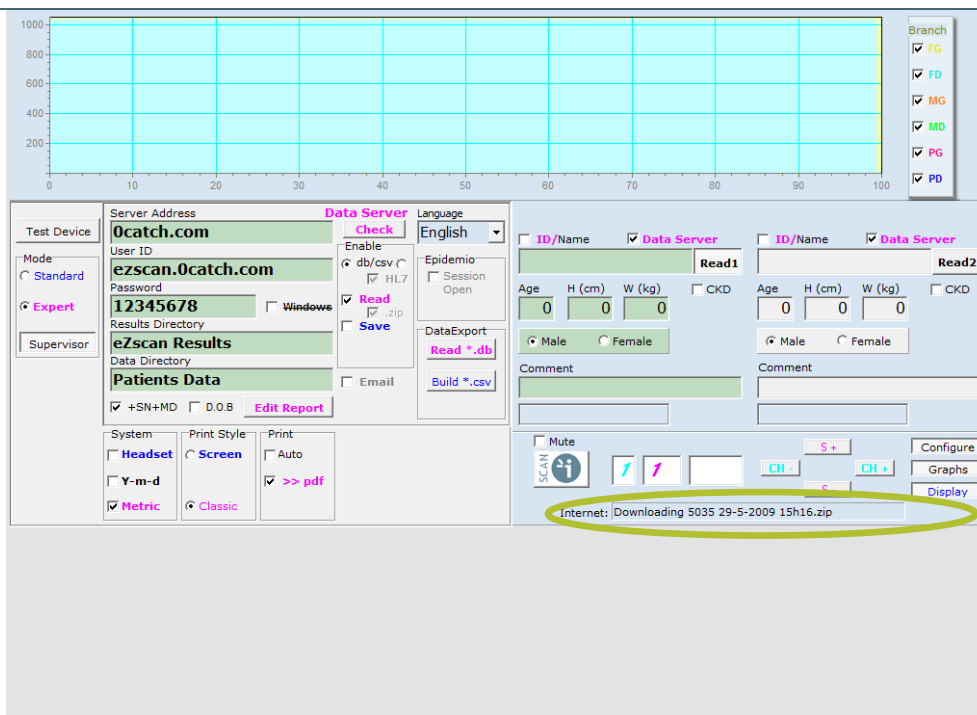 1000
800
600
400
200
0 10 20 30 40 50 60 70 80 90 100
Branch
FG
FD
MG
MD
PG
PD
Test Device
Mode
Standard
Expert
Supervisor
Server Address
Data Server
0catch.com
Check
User ID
ezscan.0catch.com
Password
12345678
Windows
Results Directory
eZscan Results
Data Directory
Patients Data
+SN+MD D.O.B Edit Report
Enable
db/csv
HL7
Read
.zip
Save
Email
Language
English
Epidemio
Session
Open
DataExport
Read *.db
Build *.csv
System
Headset
Y-m-d
Metric
Print Style
Screen
Classic
Print
Auto
>> pdf
ID/Name Data Server
Read1
Age H (cm) W (kg) CKD
0 0 0
Male Female
Comment
ID/Name Data Server
Read2
Age H (cm) W (kg) CKD
0 0 0
Male Female
Comment
Mute
SCAN
1 1
S +
CH - CH +
S -
Configure
Graphs
Display
Internet: Downloading 5035 29-5-2009 15h16.zip